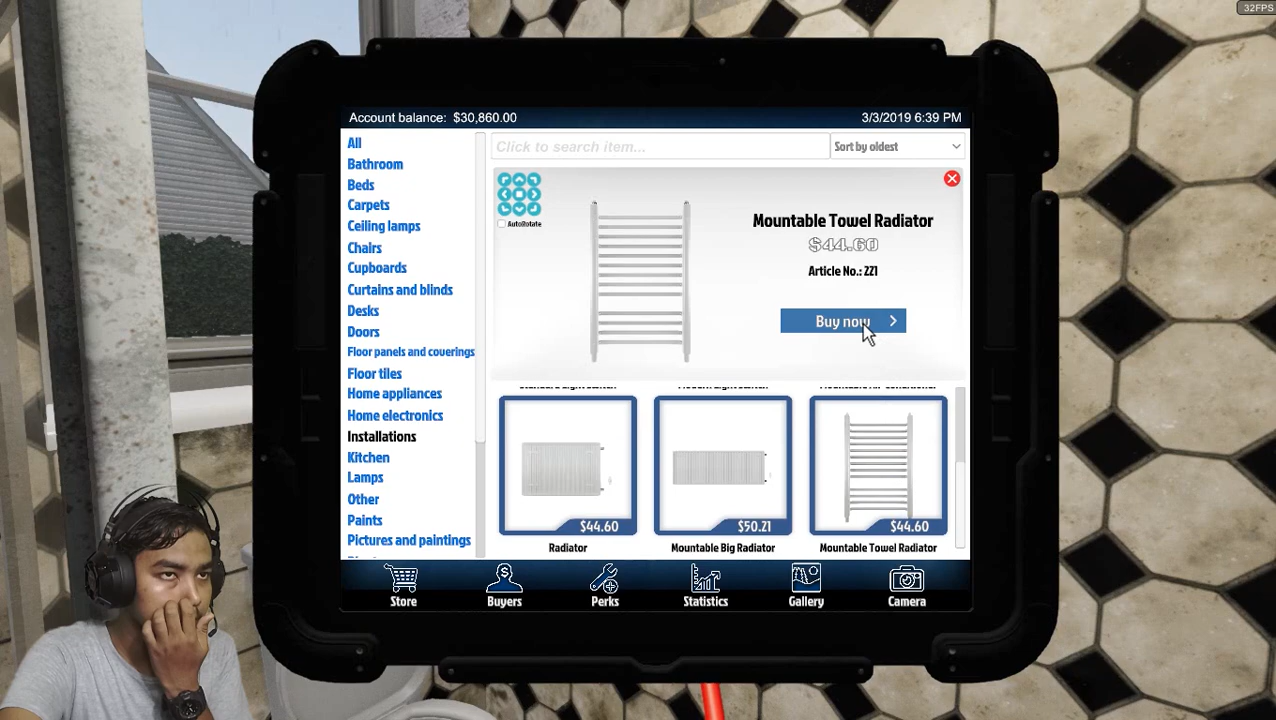 32FPS
Account balance: $30,860.00
3/3/2019 6:39 PM
All
Bathroom
Beds
Carpets
Ceiling lamps
Chairs
Cupboards
Curtains and blinds
Desks
Doors
Floor panels and coverings
Floor tiles
Home appliances
Home electronics
Installations
Kitchen
Lamps
Other
Paints
Pictures and paintings
Click to search item...
Sort by oldest
AutoRotate
Mountable Towel Radiator
$44.60
Article No.: 2Z1
Buy now
$44.60
$50.21
$44.60
Radiator
Mountable Big Radiator
Mountable Towel Radiator
Store
Buyers
Perks
Statistics
Gallery
Camera